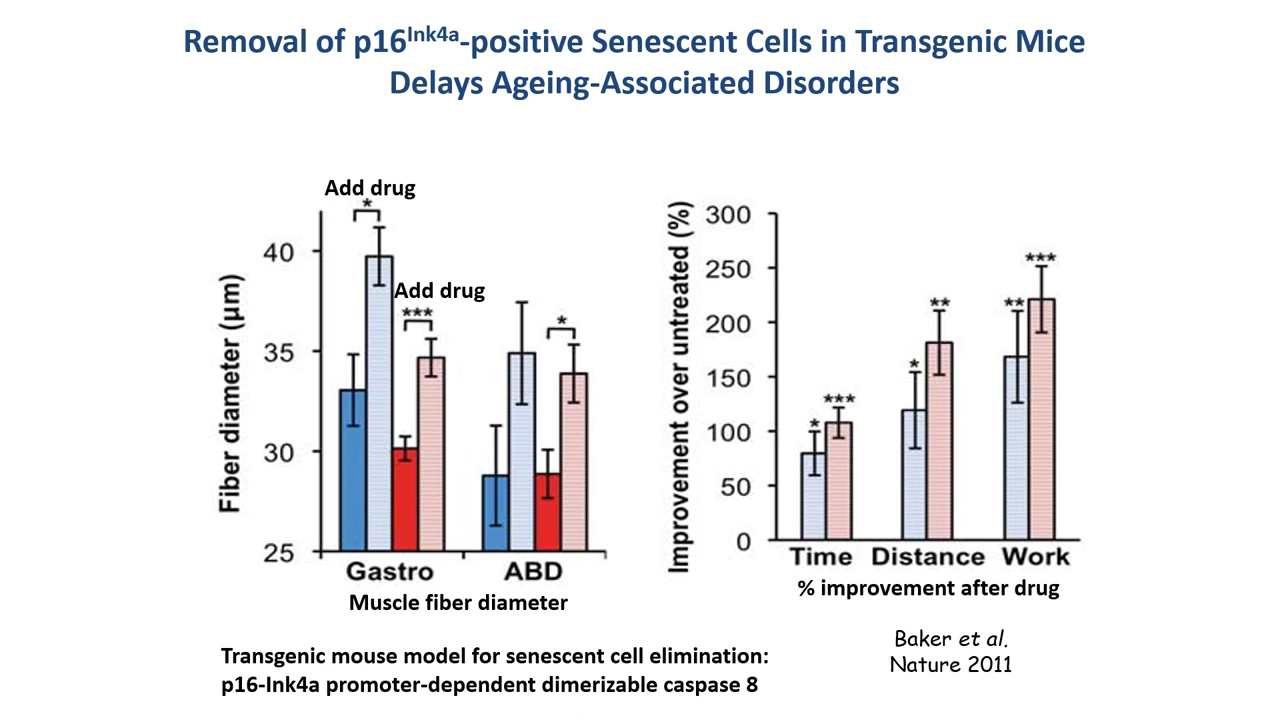 Removal of p16Ink4a-positive Senescent Cells in Transgenic Mice
Delays Ageing-Associated Disorders
Add drug
*
Add drug
***
*
Fiber diameter (µm)
40
35
30
25
Gastro ABD
Muscle fiber diameter
Improvement over untreated (%)
300
250
200
150
100
50
0
* *** * ** ** ***
Time Distance Work
% improvement after drug
Baker et al.
Nature 2011
Transgenic mouse model for senescent cell elimination:
p16-Ink4a promoter-dependent dimerizable caspase 8